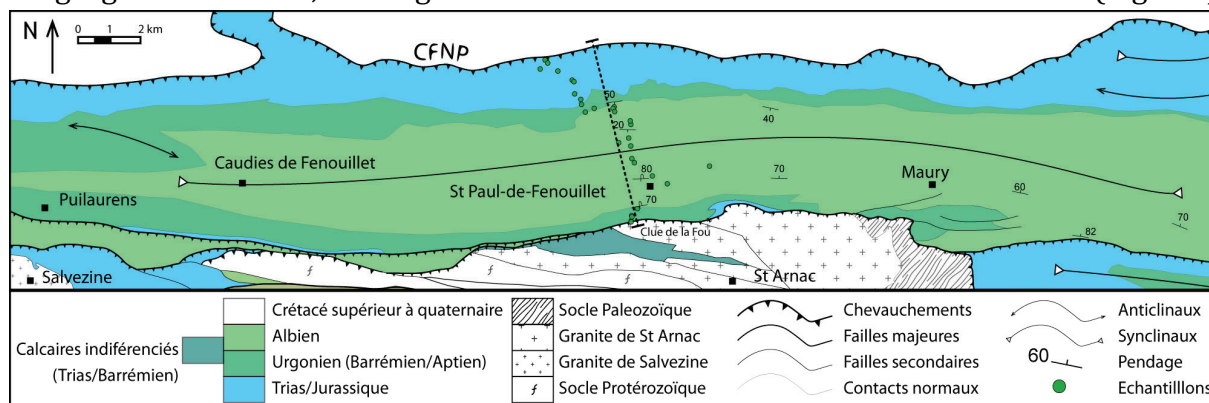 N
0 1 2 km
CFNP
50
20
40
Caudies de Fenouillet
80
70
Maury
St Paul-de-Fenouillet
60
Puilaurens
70
70
Clue de la Fou
82
Salvezine
St Arnac
Crétacé supérieur à quaternaire
Albien
Calcaires indiférenciés
(Trias/Barrémien)
Urgonien (Barrémien/Aptien)
Trias/Jurassique
Socle Paleozoïque
Granite de St Arnac
Granite de Salvezine
Socle Protérozoïque
Chevauchements
Failles majeures
Failles secondaires
Contacts normaux
Anticlinaux
Synclinaux
60 Pendage
Echantilllons